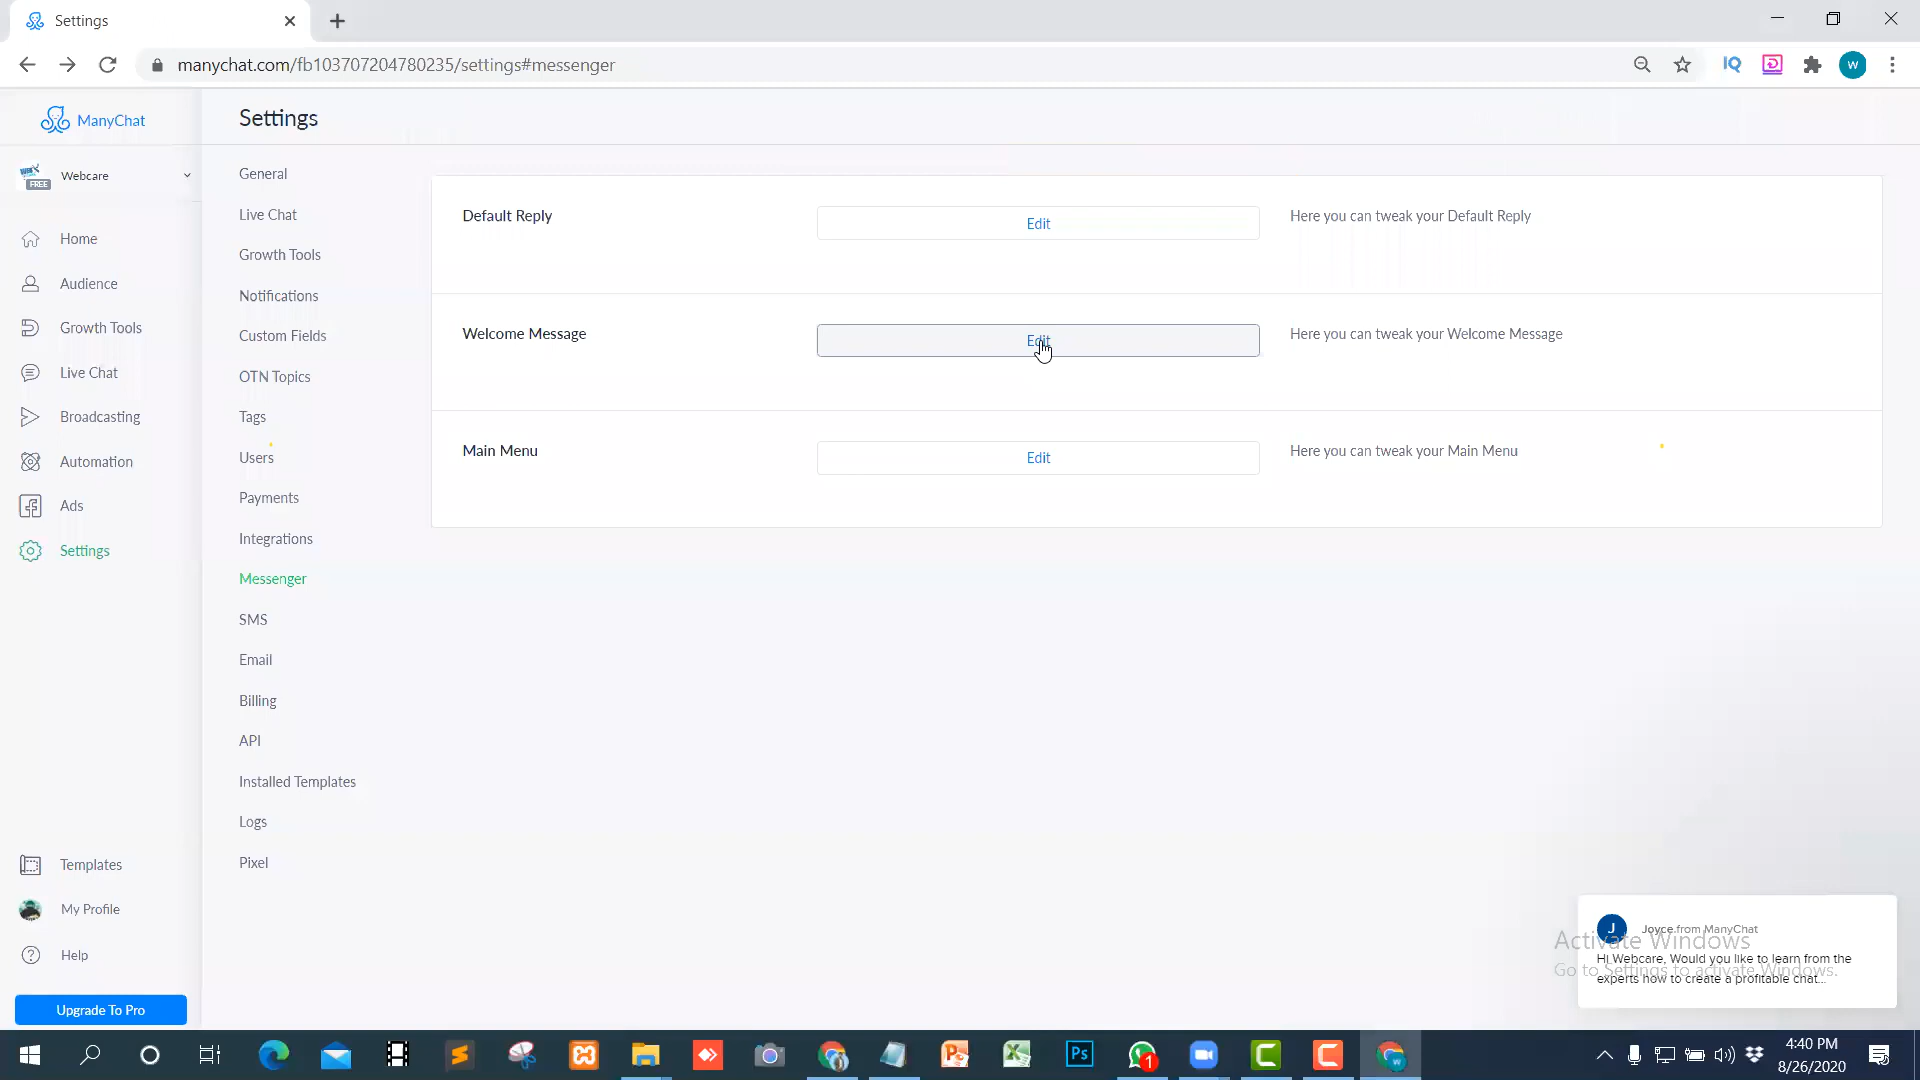 Settings
manychat.com/fb103707204780235/settings#messenger
IQ
W
ManyChat
Settings
Webcare
FREE
Home
Audience
Growth Tools
Live Chat
Broadcasting
Automation
Ads
Settings
Templates
My Profile
Help
Upgrade To Pro
General
Live Chat
Growth Tools
Notifications
Custom Fields
OTN Topics
Tags
Users
Payments
Integrations
Messenger
SMS
Email
Billing
API
Installed Templates
Logs
Pixel
Default Reply
Edit
Here you can tweak your Default Reply
Welcome Message
Edit
Here you can tweak your Welcome Message
Main Menu
Edit
Here you can tweak your Main Menu
J
Joyce from ManyChat
Hi Webcare, Would you like to learn from the
experts how to create a profitable chat...
Activate Windows
Go to Settings to activate Windows.
Ps
1
W
4:40 PM
8/26/2020